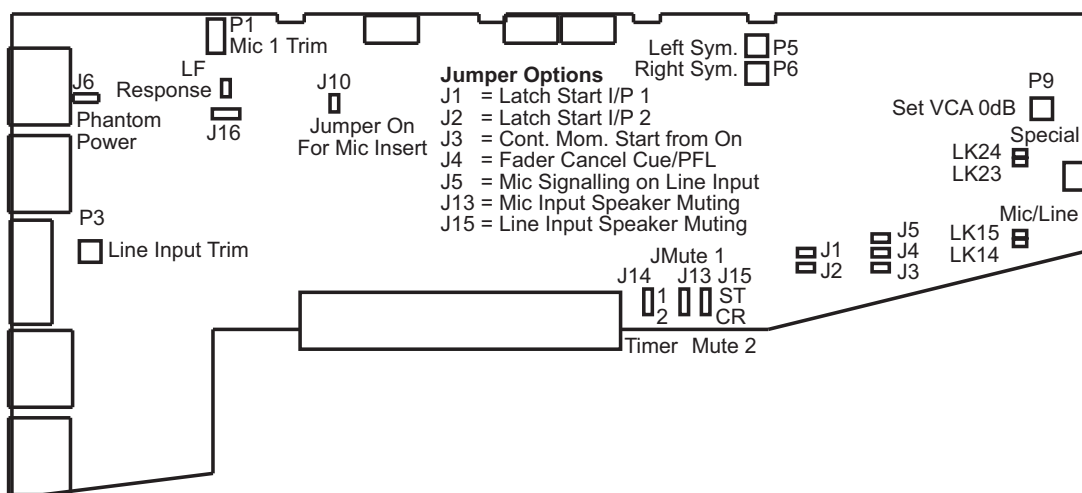 P1
Mic 1 Trim
LF
Response
J6
Phantom
Power
J16
J10
Jumper On
For Mic Insert
Left Sym.
P5
Right Sym.
P6
Jumper Options
J1 = Latch Start I/P 1
J2 = Latch Start I/P 2
J3 = Cont. Mom. Start from On
J4 = Fader Cancel Cue/PFL
J5 = Mic Signalling on Line Input
J13 = Mic Input Speaker Muting
J15 = Line Input Speaker Muting
P9
Set VCA 0dB
Special
LK24
LK23
Mic/Line
LK15
LK14
P3
Line Input Trim
J5
J1
J4
J2
J3
JMute 1
J14
J13
J15
1
ST
2
CR
Timer
Mute 2